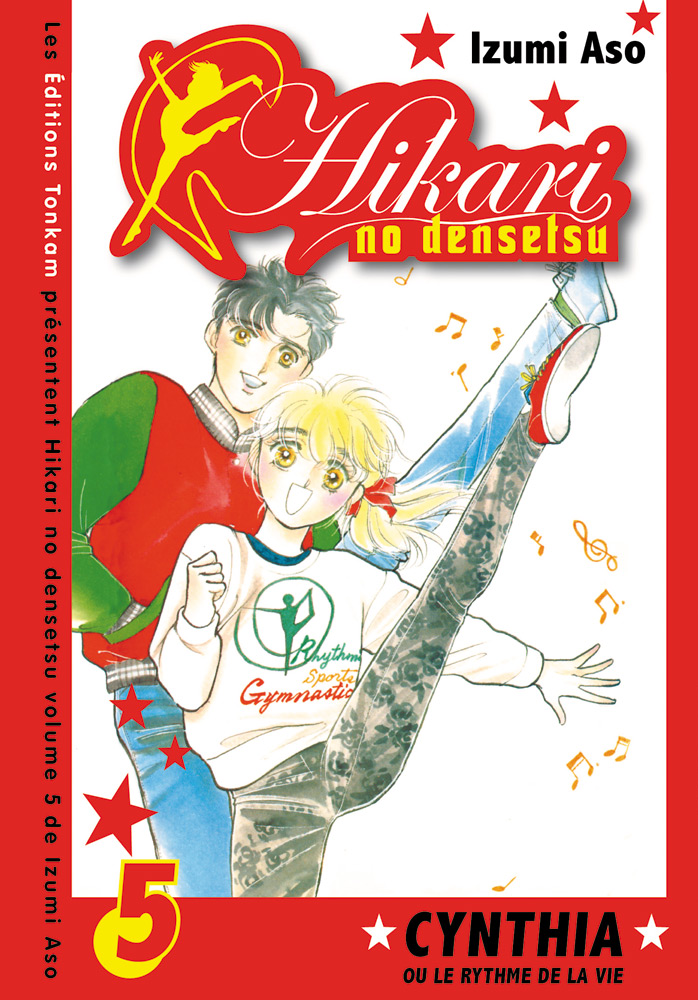 Izumi Aso
Hikari
no densetsu
Les Éditions Tonkam présentent Hikari no densetsu volume 5 de Izumi Aso
Rhythm
Sports
Gymnastic
5
CYNTHIA
OU LE RYTHME DE LA VIE